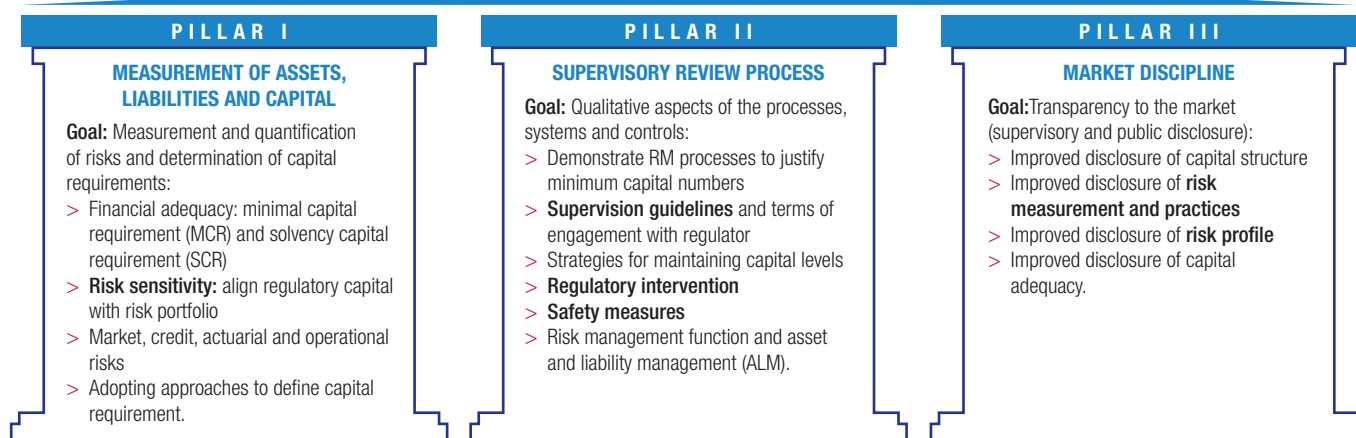 PILLAR I
MEASUREMENT OF ASSETS,
LIABILITIES AND CAPITAL
Goal: Measurement and quantification
of risks and determination of capital
requirements:
> Financial adequacy: minimal capital
requirement (MCR) and solvency capital
requirement (SCR)
> Risk sensitivity: align regulatory capital
with risk portfolio
> Market, credit, actuarial and operational
risks
> Adopting approaches to define capital
requirement.
PILLAR II
SUPERVISORY REVIEW PROCESS
Goal: Qualitative aspects of the processes,
systems and controls:
> Demonstrate RM processes to justify
minimum capital numbers
> Supervision guidelines and terms of
engagement with regulator
> Strategies for maintaining capital levels
> Regulatory intervention
> Safety measures
> Risk management function and asset
and liability management (ALM).
PILLAR III
MARKET DISCIPLINE
Goal:Transparency to the market
(supervisory and public disclosure):
> Improved disclosure of capital structure
> Improved disclosure of risk
measurement and practices
> Improved disclosure of risk profile
> Improved disclosure of capital
adequacy.